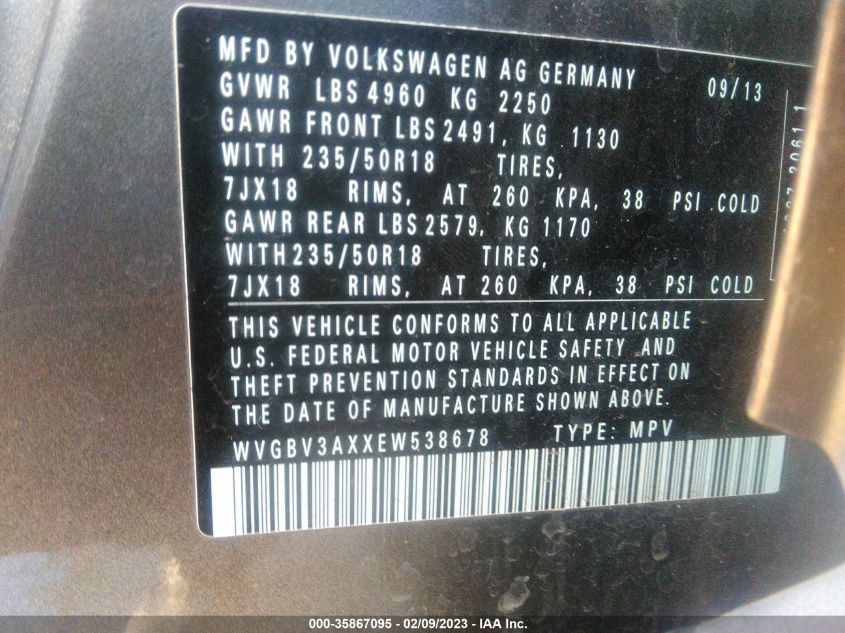 MFD BY VOLKSWAGEN AG GERMANY 09/13
GVWR LBS 4960 KG 2250
GAWR FRONT LBS 2491, KG 1130
WITH 235/50R18 TIRES,
7JX18 RIMS, AT 260 KPA, 38 PSI COLD
GAWR REAR LBS 2579, KG 1170
WITH 235/50R18 TIRES,
7JX18 RIMS, AT 260 KPA, 38 PSI COLD
THIS VEHICLE CONFORMS TO ALL APPLICABLE
U.S. FEDERAL MOTOR VEHICLE SAFETY AND
THEFT PREVENTION STANDARDS IN EFFECT ON
THE DATE OF MANUFACTURE SHOWN ABOVE.
WVGBV3AXXEW538678 TYPE: MPV
000-35867095 - 02/09/2023 - IAA Inc.